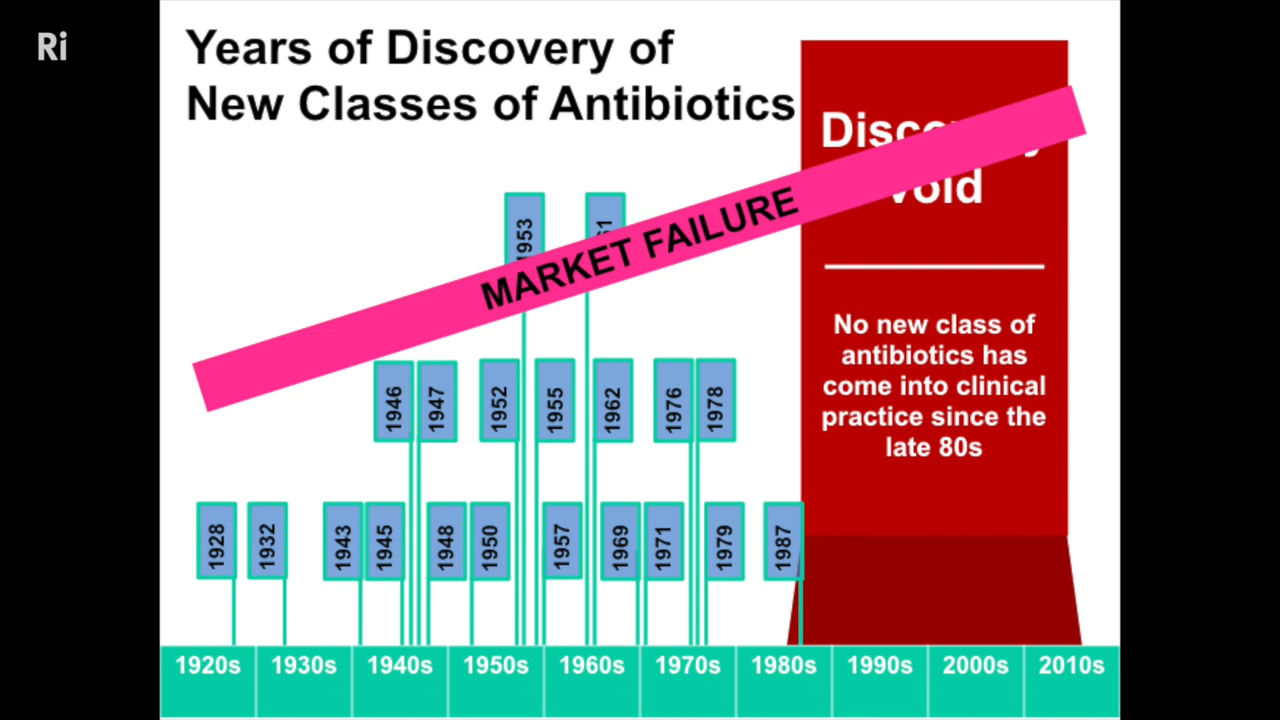 Ri
Years of Discovery of
New Classes of Antibiotics
MARKET FAILURE
No new class of
antibiotics has
come into clinical
practice since the
late 80s
1953
1946
1947
1952
1955
1962
1976
1978
1928
1932
1943
1945
1948
1950
1957
1969
1971
1979
1987
1920s
1930s
1940s
1950s
1960s
1970s
1980s
1990s
2000s
2010s